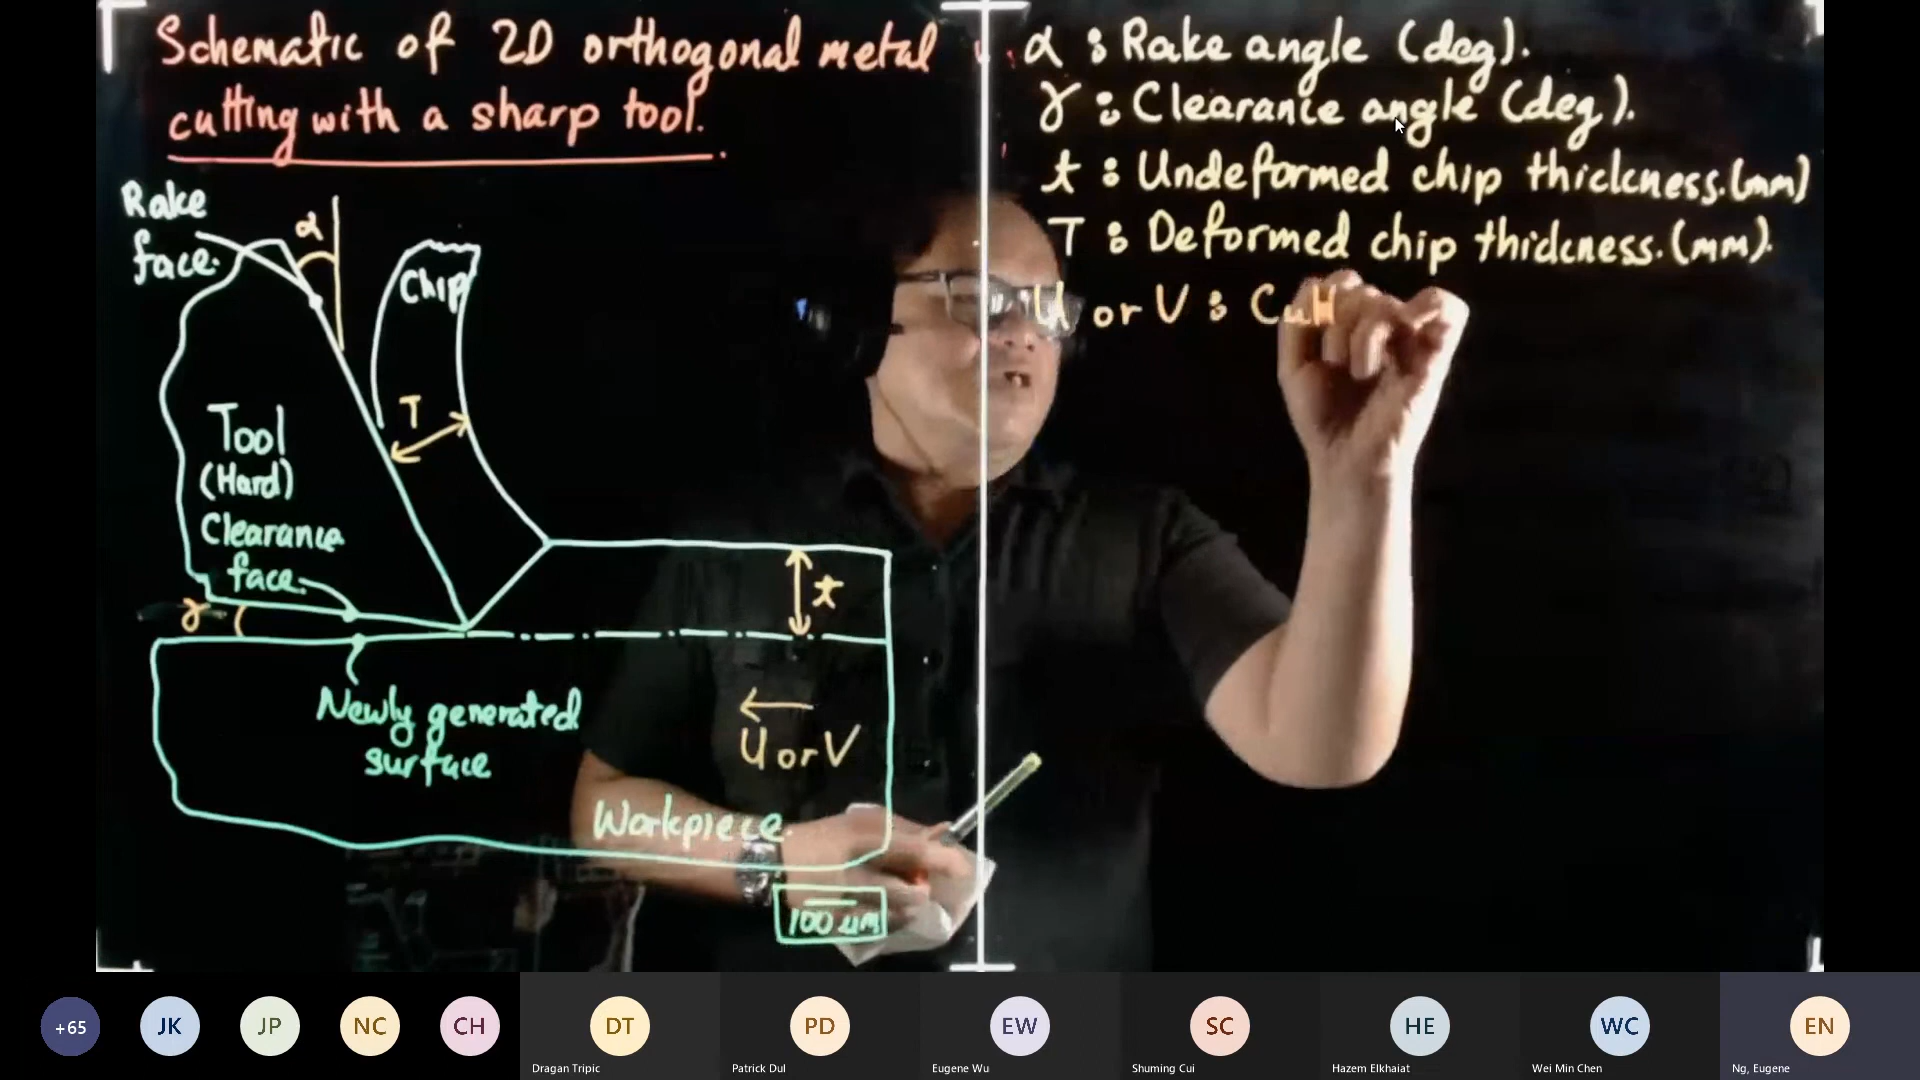 Schematic of 2D orthogonal metal
cutting with a sharp tool.
Rake
face.
α
Chip
T
Tool
(Hard)
Clearance
face.
γ
t
Newly generated
surface
U or V
Workpiece.
100 μm
α : Rake angle (deg).
γ : Clearance angle (deg).
t : Undeformed chip thickness. (mm)
T : Deformed chip thickness. (mm).
U or V :
+65
JK
JP
NC
CH
DT
Dragan Tripic
PD
Patrick Dul
EW
Eugene Wu
SC
Shuming Cui
HE
Hazem Elkhaiat
WC
Wei Min Chen
EN
Ng, Eugene